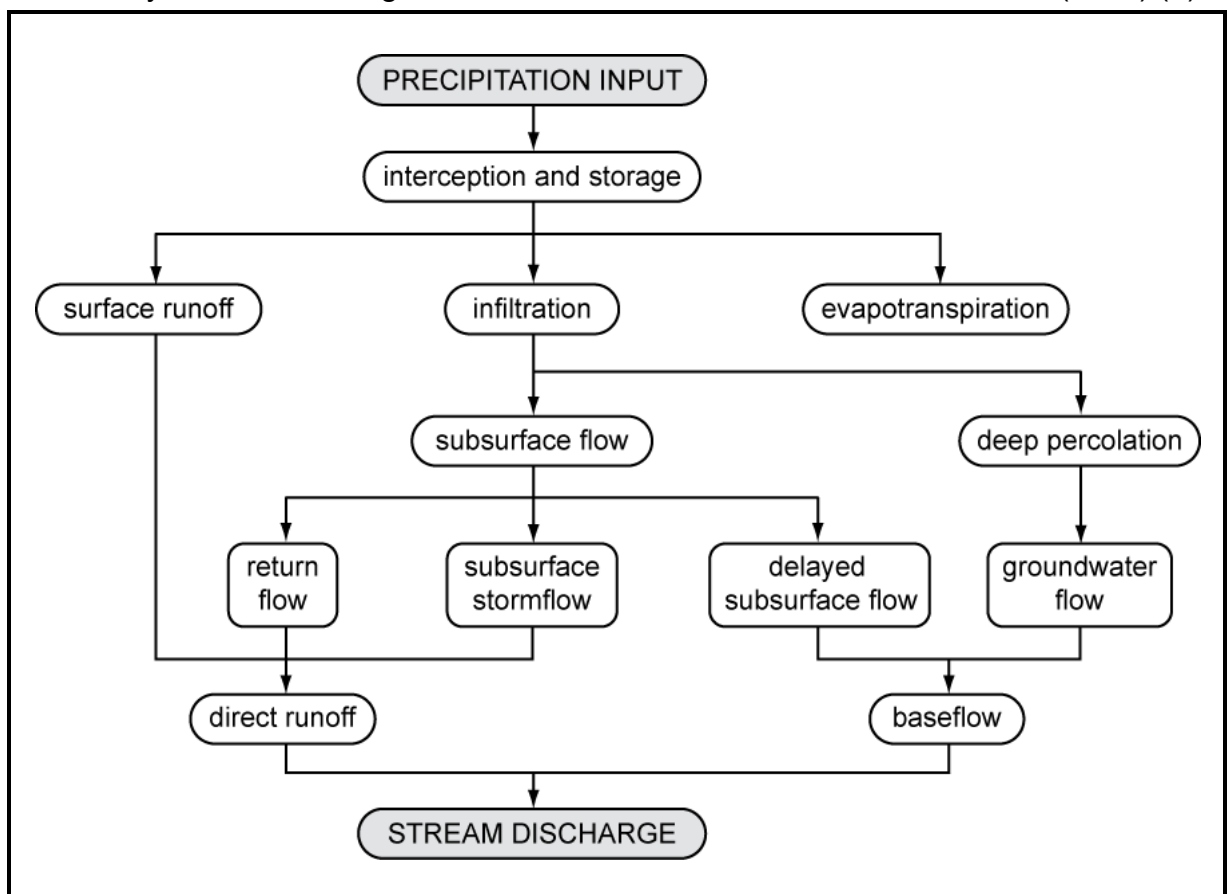 PRECIPITATION INPUT
interception and storage
surface runoff
infiltration
evapotranspiration
subsurface flow
deep percolation
return
flow
subsurface
stormflow
delayed
subsurface flow
groundwater
flow
direct runoff
baseflow
STREAM DISCHARGE